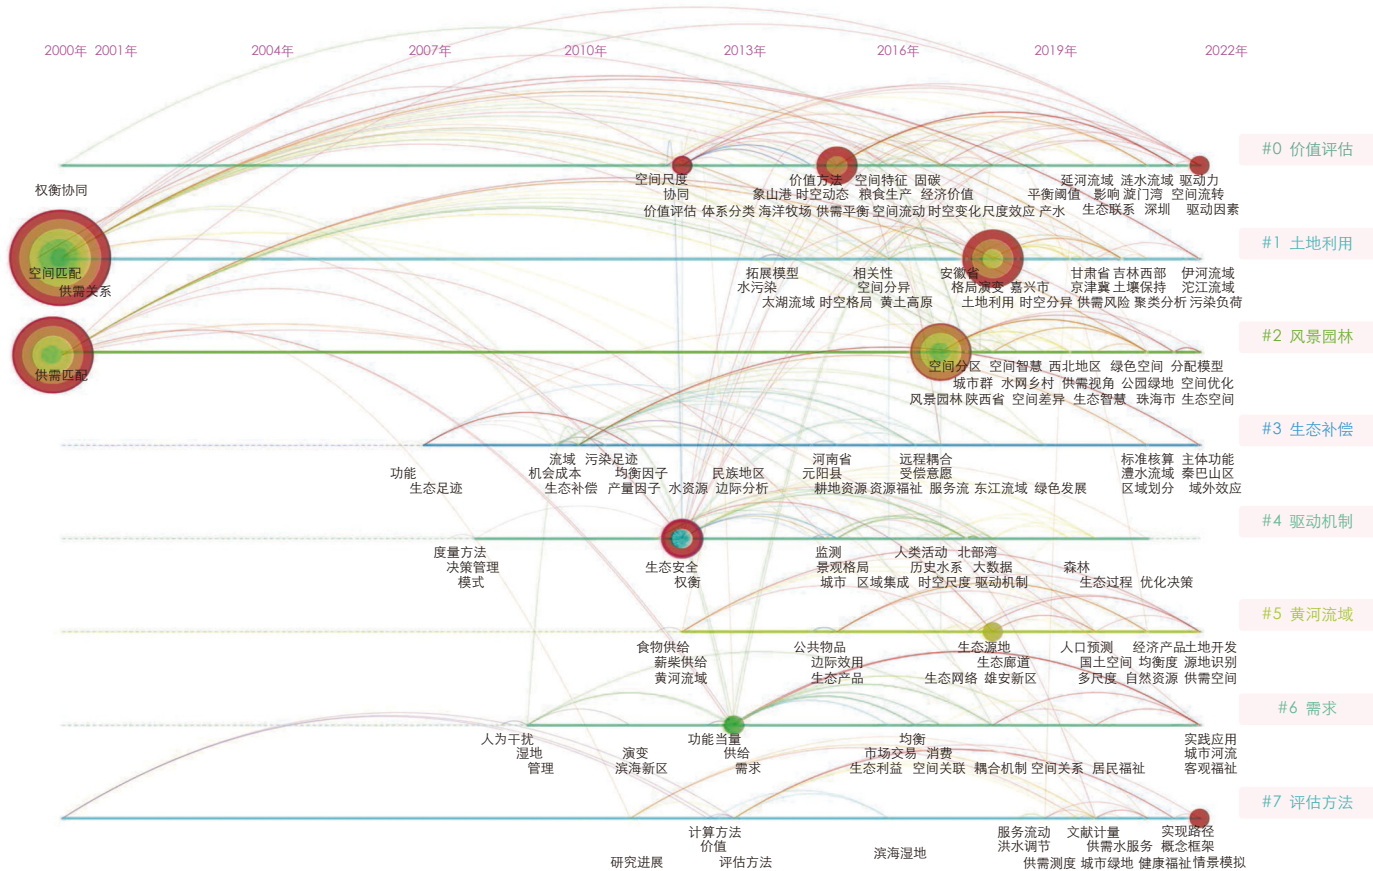 2000年 2001年 2004年 2007年 2010年 2013年 2016年 2019年 2022年
#0 价值评估
权衡协同
空间尺度 价值方法 空间特征 固碳 延河流域 涟水流域 驱动力
协同 象山港 时空动态 粮食生产 经济价值 平衡阈值 影响 漩门湾 空间流转
价值评估 体系分类 海洋牧场 供需平衡 空间流动 时空变化 尺度效应 产水 生态联系 深圳 驱动因素
#1 土地利用
空间匹配 拓展模型 相关性 安徽省 甘肃省 吉林西部 伊河流域
供需关系 水污染 空间分异 格局演变 嘉兴市 京津冀 土壤保持 沱江流域
太湖流域 时空格局 黄土高原 土地利用 时空分异 供需风险 聚类分析 污染负荷
#2 风景园林
供需匹配 空间分区 空间智慧 西北地区 绿色空间 分配模型
城市群 水网乡村 供需视角 公园绿地 空间优化
风景园林 陕西省 空间差异 生态智慧 珠海市 生态空间
#3 生态补偿
功能 流域 污染足迹 河南省 远程耦合 标准核算 主体功能
机会成本 均衡因子 民族地区 元阳县 受偿意愿 澧水流域 秦巴山区
生态足迹 生态补偿 产量因子 水资源 边际分析 耕地资源 资源福祉 服务流 东江流域 绿色发展 区域划分 域外效应
#4 驱动机制
度量方法 监测 人类活动 北部湾
决策管理 生态安全 景观格局 历史水系 大数据 森林
模式 权衡 城市 区域集成 时空尺度 驱动机制 生态过程 优化决策
#5 黄河流域
食物供给 公共物品 生态源地 人口预测 经济产品 土地开发
薪柴供给 边际效用 生态廊道 国土空间 均衡度 源地识别
黄河流域 生态产品 生态网络 雄安新区 多尺度 自然资源 供需空间
#6 需求
人为干扰 功能当量 均衡 实践应用
湿地 演变 供给 市场交易 消费 城市河流
管理 滨海新区 需求 生态利益 空间关联 耦合机制 空间关系 居民福祉 客观福祉
#7 评估方法
计算方法 服务流动 文献计量 实现路径
价值 滨海湿地 洪水调节 供需水服务 概念框架
研究进展 评估方法 供需测度 城市绿地 健康福祉 情景模拟